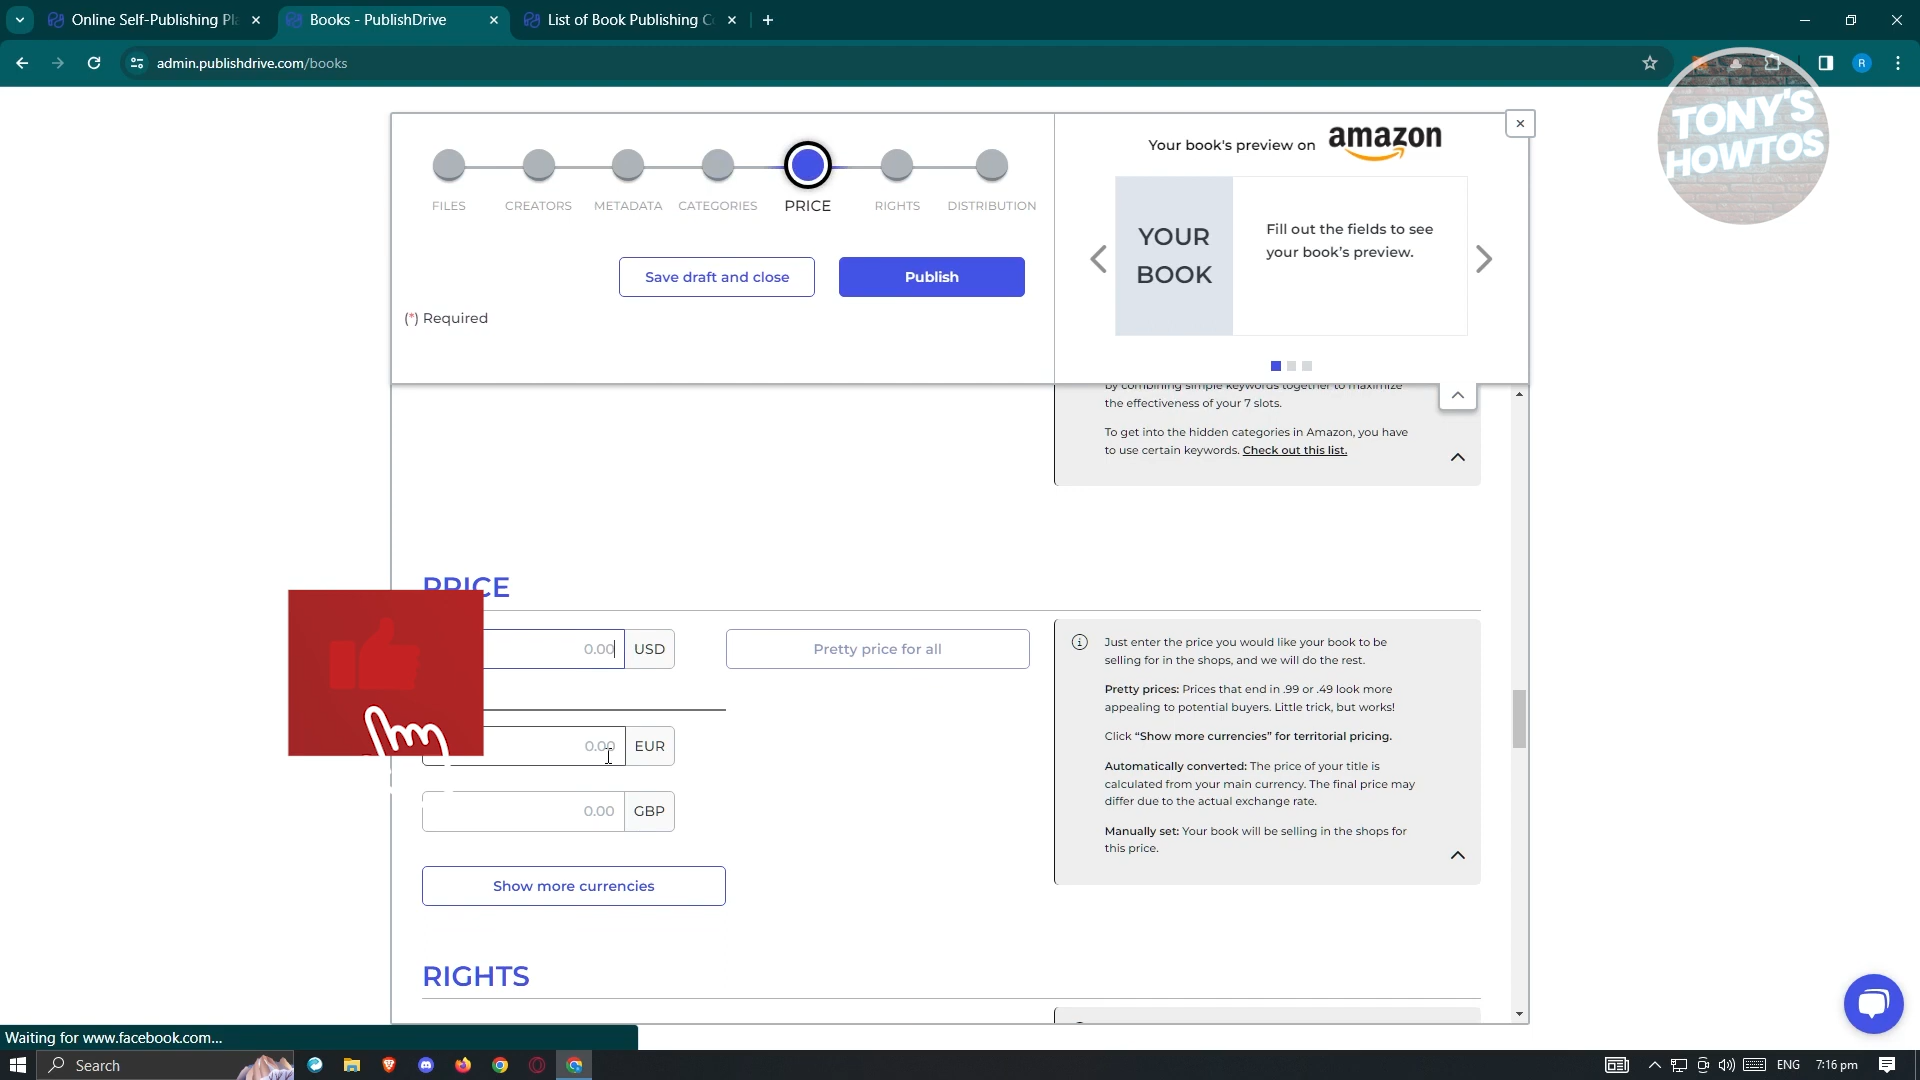 Online Self-Publishing Pl
Books - PublishDrive
List of Book Publishing C
admin.publishdrive.com/books
R
TONY'S
HOWTOS
FILES
CREATORS
METADATA
CATEGORIES
PRICE
RIGHTS
DISTRIBUTION
Save draft and close
Publish
(*) Required
Your book's preview on amazon
YOUR
BOOK
Fill out the fields to see
your book's preview.
by combining simple keywords together to maximize
the effectiveness of your 7 slots.
To get into the hidden categories in Amazon, you have
to use certain keywords. Check out this list.
PRICE
0.00 USD
Pretty price for all
0.00 EUR
0.00 GBP
Show more currencies
Just enter the price you would like your book to be
selling for in the shops, and we will do the rest.
Pretty prices: Prices that end in .99 or .49 look more
appealing to potential buyers. Little trick, but works!
Click “Show more currencies” for territorial pricing.
Automatically converted: The price of your title is
calculated from your main currency. The final price may
differ due to the actual exchange rate.
Manually set: Your book will be selling in the shops for
this price.
RIGHTS
Waiting for www.facebook.com...
Search
ENG
7:16 pm